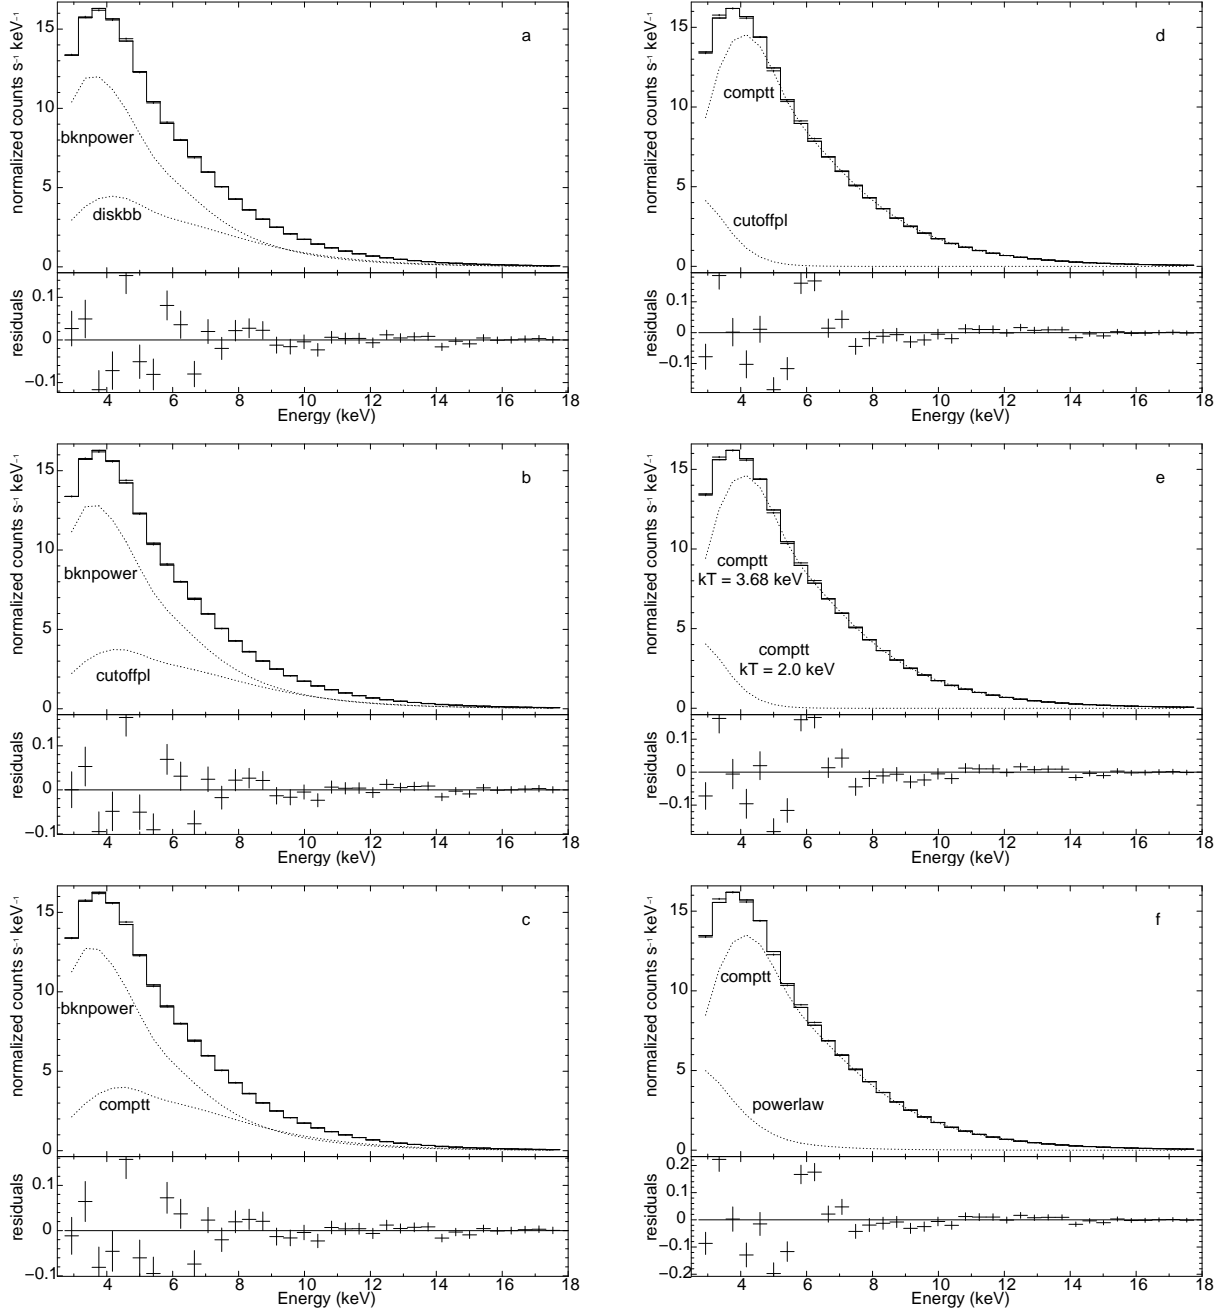 a
normalized counts s⁻¹ keV⁻¹
15
10
5
0
bknpower
diskbb
residuals
0.1
0
−0.1
4 6 8 10 12 14 16 18
Energy (keV)
b
normalized counts s⁻¹ keV⁻¹
15
10
5
0
bknpower
cutoffpl
residuals
0.1
0
−0.1
4 6 8 10 12 14 16 18
Energy (keV)
c
normalized counts s⁻¹ keV⁻¹
15
10
5
0
bknpower
comptt
residuals
0.1
0
−0.1
4 6 8 10 12 14 16 18
Energy (keV)
d
normalized counts s⁻¹ keV⁻¹
15
10
5
0
comptt
cutoffpl
residuals
0.1
0
−0.1
4 6 8 10 12 14 16 18
Energy (keV)
e
normalized counts s⁻¹ keV⁻¹
15
10
5
0
comptt
kT = 3.68 keV
comptt
kT = 2.0 keV
residuals
0.1
0
−0.1
4 6 8 10 12 14 16 18
Energy (keV)
f
normalized counts s⁻¹ keV⁻¹
15
10
5
0
comptt
powerlaw
residuals
0.2
0.1
0
−0.1
−0.2
4 6 8 10 12 14 16 18
Energy (keV)